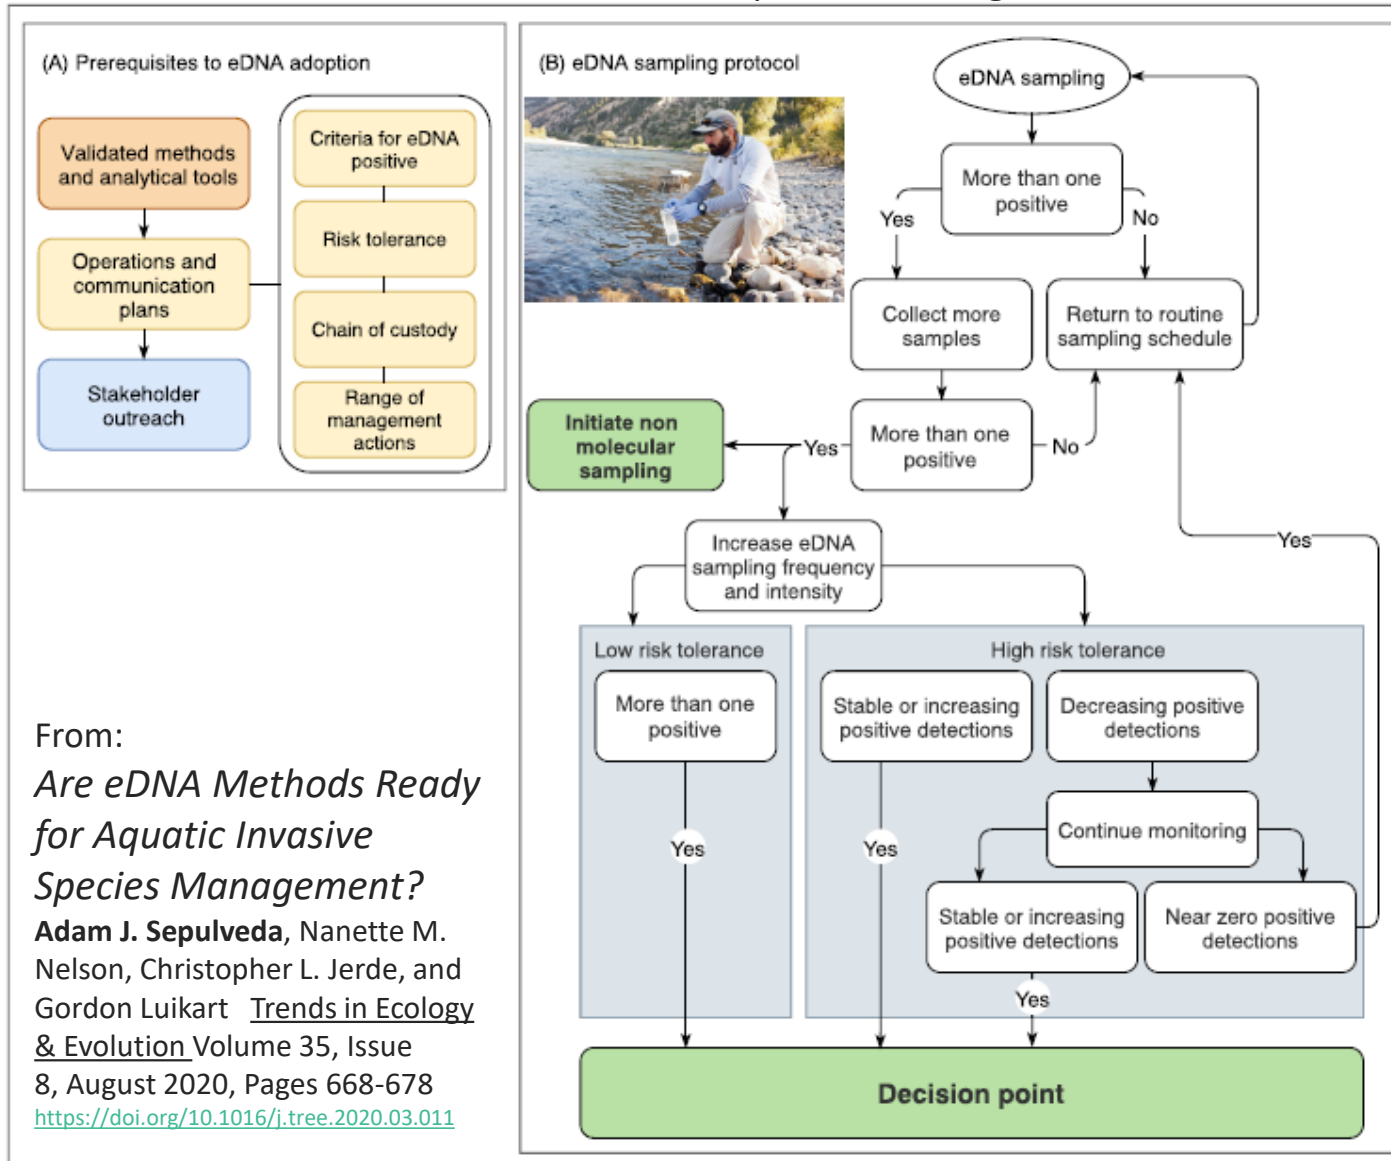 (A) Prerequisites to eDNA adoption
Validated methods
and analytical tools
Operations and
communication
plans
Stakeholder
outreach
Criteria for eDNA
positive
Risk tolerance
Chain of custody
Range of
management
actions
From:
Are eDNA Methods Ready
for Aquatic Invasive
Species Management?
Adam J. Sepulveda, Nanette M.
Nelson, Christopher L. Jerde, and
Gordon Luikart Trends in Ecology
& Evolution Volume 35, Issue
8, August 2020, Pages 668-678
https://doi.org/10.1016/j.tree.2020.03.011
(B) eDNA sampling protocol
eDNA sampling
More than one
positive
Yes
No
Collect more
samples
Return to routine
sampling schedule
Initiate non
molecular
sampling
Yes
More than one
positive
No
Increase eDNA
sampling frequency
and intensity
Yes
Low risk tolerance
More than one
positive
Yes
High risk tolerance
Stable or increasing
positive detections
Yes
Decreasing positive
detections
Continue monitoring
Stable or increasing
positive detections
Near zero positive
detections
Yes
Decision point